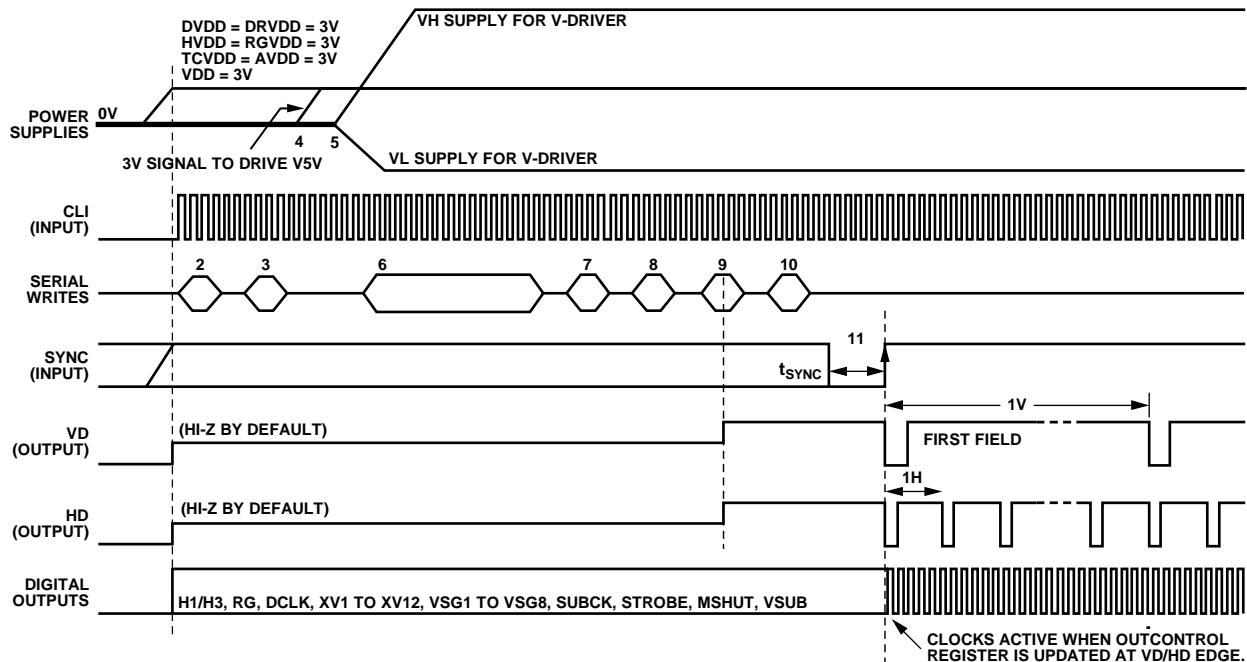 VH SUPPLY FOR V-DRIVER
DVDD = DRVDD = 3V
HVDD = RGVDD = 3V
TCVDD = AVDD = 3V
VDD = 3V
POWER
SUPPLIES
0V
4
5
3V SIGNAL TO DRIVE V5V
VL SUPPLY FOR V-DRIVER
CLI
(INPUT)
SERIAL
WRITES
2
3
6
7
8
9
10
SYNC
(INPUT)
11
tSYNC
1V
VD
(OUTPUT)
(HI-Z BY DEFAULT)
FIRST FIELD
1H
HD
(OUTPUT)
(HI-Z BY DEFAULT)
DIGITAL
OUTPUTS
H1/H3, RG, DCLK, XV1 TO XV12, VSG1 TO VSG8, SUBCK, STROBE, MSHUT, VSUB
CLOCKS ACTIVE WHEN OUTCONTROL
REGISTER IS UPDATED AT VD/HD EDGE.